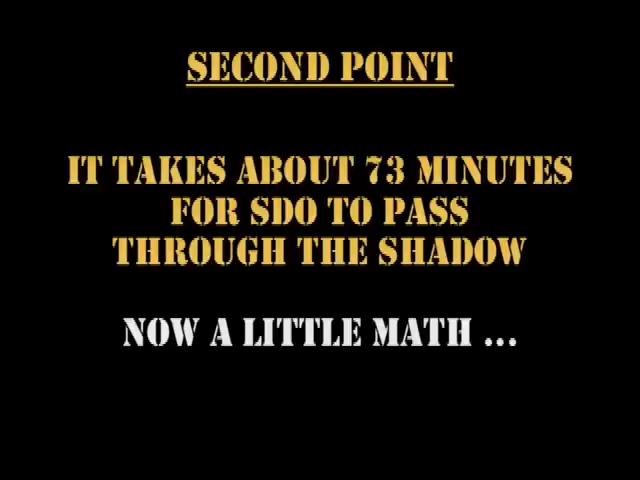 SECOND POINT
IT TAKES ABOUT 73 MINUTES
FOR SDO TO PASS
THROUGH THE SHADOW
NOW A LITTLE MATH ...